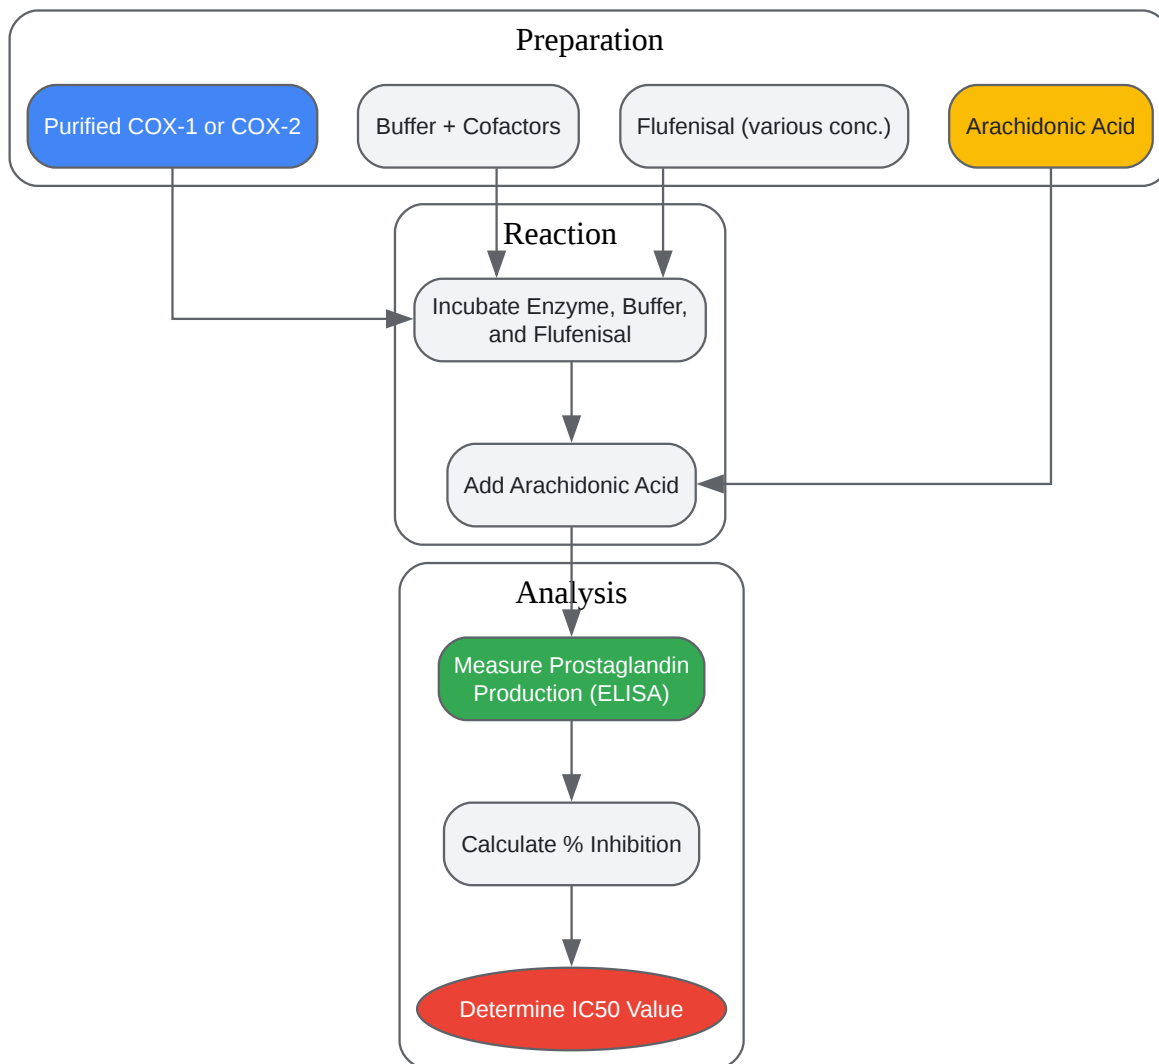 Preparation
Purified COX-1 or COX-2
Buffer + Cofactors
Flufenisal (various conc.)
Arachidonic Acid
Reaction
Incubate Enzyme, Buffer,
and Flufenisal
Add Arachidonic Acid
Analysis
Measure Prostaglandin
Production (ELISA)
Calculate % Inhibition
Determine IC50 Value